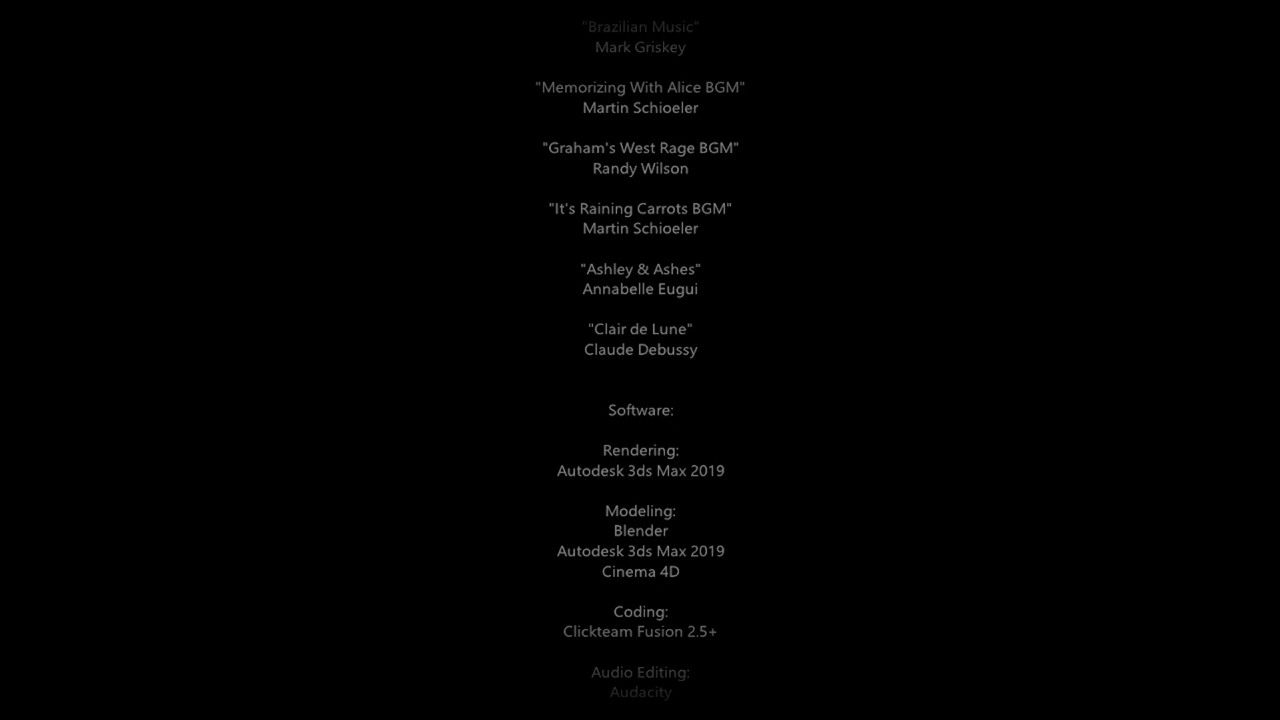 "Brazilian Music"
Mark Griskey
"Memorizing With Alice BGM"
Martin Schioeler
"Graham's West Rage BGM"
Randy Wilson
"It's Raining Carrots BGM"
Martin Schioeler
"Ashley & Ashes"
Annabelle Eugui
"Clair de Lune"
Claude Debussy
Software:
Rendering:
Autodesk 3ds Max 2019
Modeling:
Blender
Autodesk 3ds Max 2019
Cinema 4D
Coding:
Clickteam Fusion 2.5+
Audio Editing:
Audacity